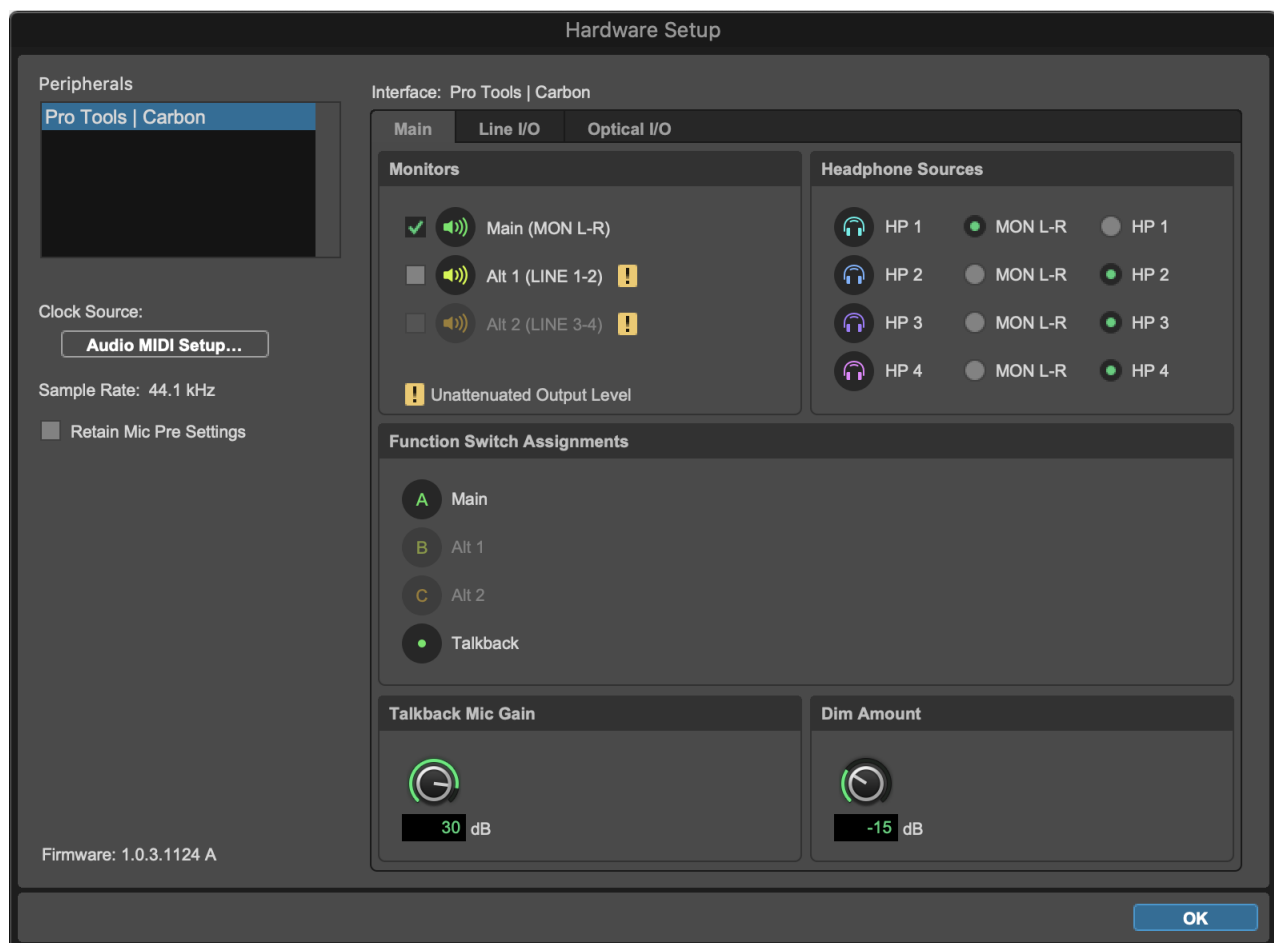 Hardware Setup
Peripherals
Pro Tools | Carbon
Clock Source:
Audio MIDI Setup...
Sample Rate: 44.1 kHz
Retain Mic Pre Settings
Firmware: 1.0.3.1124 A
Interface: Pro Tools | Carbon
Main Line I/O Optical I/O
Monitors
Main (MON L-R)
Alt 1 (LINE 1-2) !
Alt 2 (LINE 3-4) !
! Unattenuated Output Level
Headphone Sources
HP 1 MON L-R HP 1
HP 2 MON L-R HP 2
HP 3 MON L-R HP 3
HP 4 MON L-R HP 4
Function Switch Assignments
A Main
B Alt 1
C Alt 2
Talkback
Talkback Mic Gain
30 dB
Dim Amount
-15 dB
OK